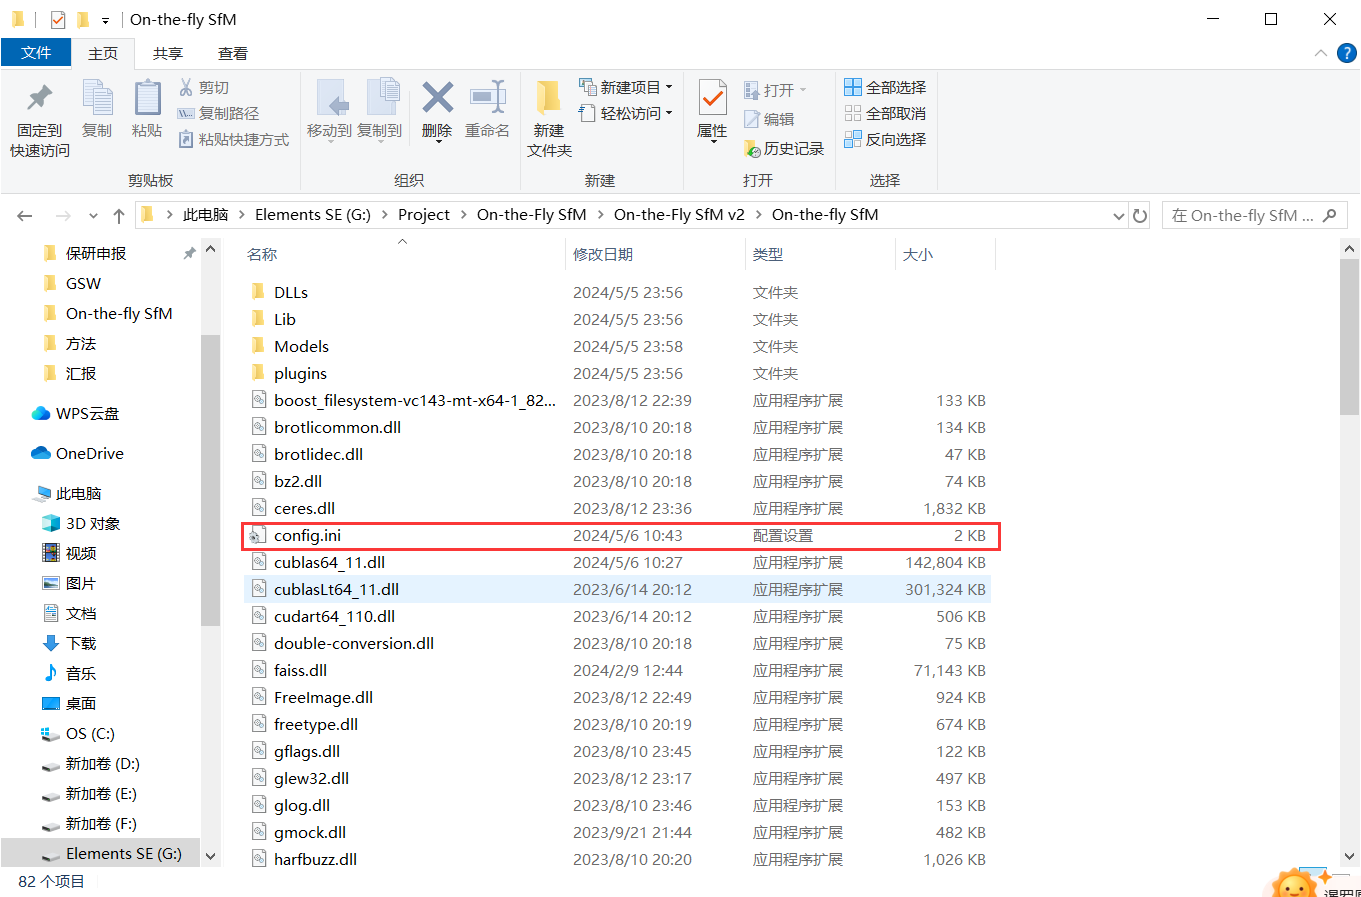 On-the-fly SfM
文件 主页 共享 查看
固定到
快速访问
复制
粘贴
剪切
复制路径
粘贴快捷方式
剪贴板
移动到 复制到 删除 重命名
组织
新建
文件夹
新建项目
轻松访问
新建
属性
打开
编辑
历史记录
打开
全部选择
全部取消
反向选择
选择
此电脑 Elements SE (G:) Project On-the-Fly SfM On-the-Fly SfM v2 On-the-fly SfM
在 On-the-fly SfM ...
保研申报
GSW
On-the-fly SfM
方法
汇报
WPS云盘
OneDrive
此电脑
3D 对象
视频
图片
文档
下载
音乐
桌面
OS (C:)
新加卷 (D:)
新加卷 (E:)
新加卷 (F:)
Elements SE (G:)
名称 修改日期 类型 大小
DLLs 2024/5/5 23:56 文件夹
Lib 2024/5/5 23:56 文件夹
Models 2024/5/5 23:58 文件夹
plugins 2024/5/5 23:56 文件夹
boost_filesystem-vc143-mt-x64-1_82... 2023/8/12 22:39 应用程序扩展 133 KB
brotlicommon.dll 2023/8/10 20:18 应用程序扩展 134 KB
brotlidec.dll 2023/8/10 20:18 应用程序扩展 47 KB
bz2.dll 2023/8/10 20:18 应用程序扩展 74 KB
ceres.dll 2023/8/12 23:36 应用程序扩展 1,832 KB
config.ini 2024/5/6 10:43 配置设置 2 KB
cublas64_11.dll 2024/5/6 10:27 应用程序扩展 142,804 KB
cublasLt64_11.dll 2023/6/14 20:12 应用程序扩展 301,324 KB
cudart64_110.dll 2023/6/14 20:12 应用程序扩展 506 KB
double-conversion.dll 2023/8/10 20:18 应用程序扩展 75 KB
faiss.dll 2024/2/9 12:44 应用程序扩展 71,143 KB
FreeImage.dll 2023/8/12 22:49 应用程序扩展 924 KB
freetype.dll 2023/8/10 20:19 应用程序扩展 674 KB
gflags.dll 2023/8/10 23:45 应用程序扩展 122 KB
glew32.dll 2023/8/12 23:17 应用程序扩展 497 KB
glog.dll 2023/8/10 23:46 应用程序扩展 153 KB
gmock.dll 2023/9/21 21:44 应用程序扩展 482 KB
harfbuzz.dll 2023/8/10 20:20 应用程序扩展 1,026 KB
82 个项目